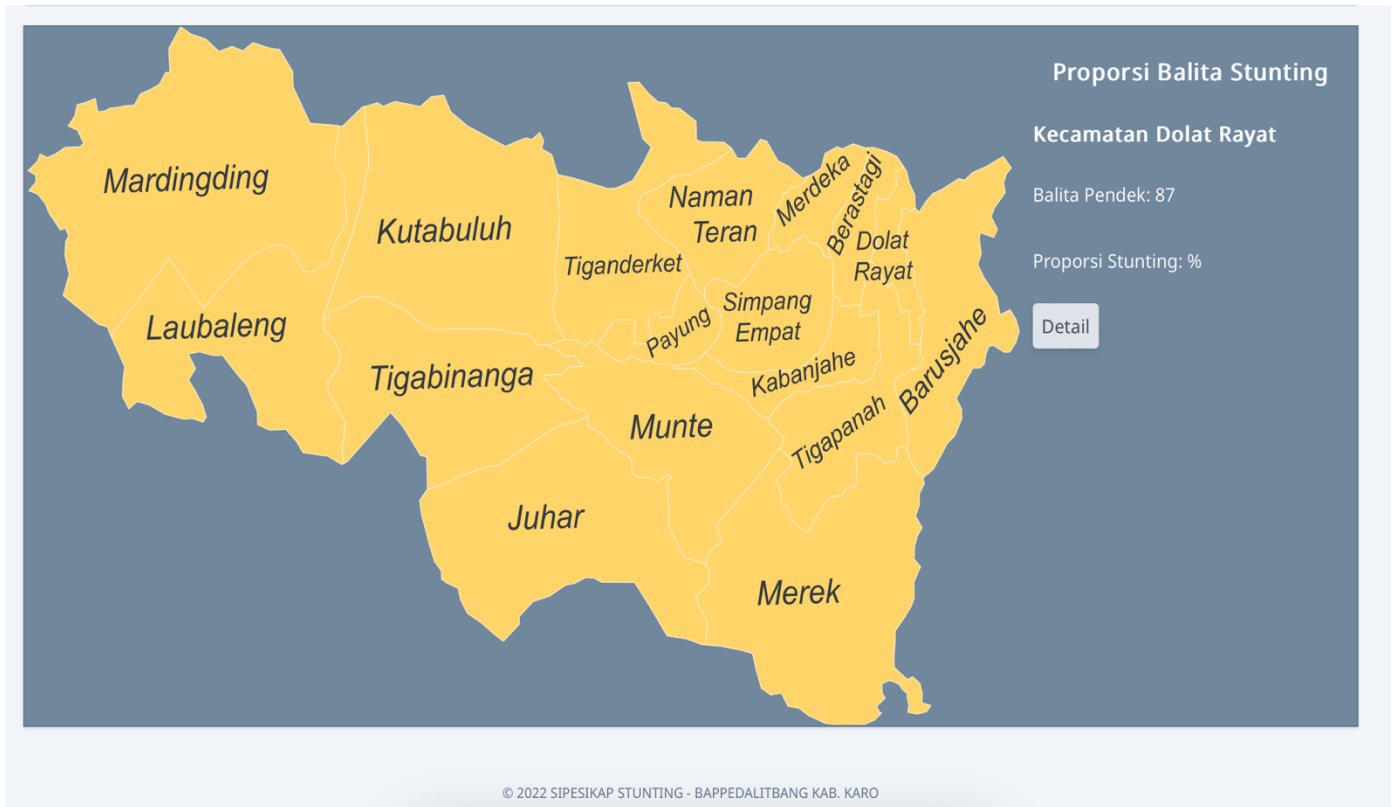 Proporsi Balita Stunting
Kecamatan Dolat Rayat
Balita Pendek: 87
Proporsi Stunting: %
Detail
Mardingding
Kutabuluh
Naman
Teran
Merdeka
Berastagi
Dolat
Rayat
Tiganderket
Laubaleng
Payung
Simpang
Empat
Kabanjahe
Barusjahe
Tigabinanga
Munte
Tigapanah
Juhar
Merek
© 2022 SIPESIKAP STUNTING - BAPPEDALITBANG KAB. KARO